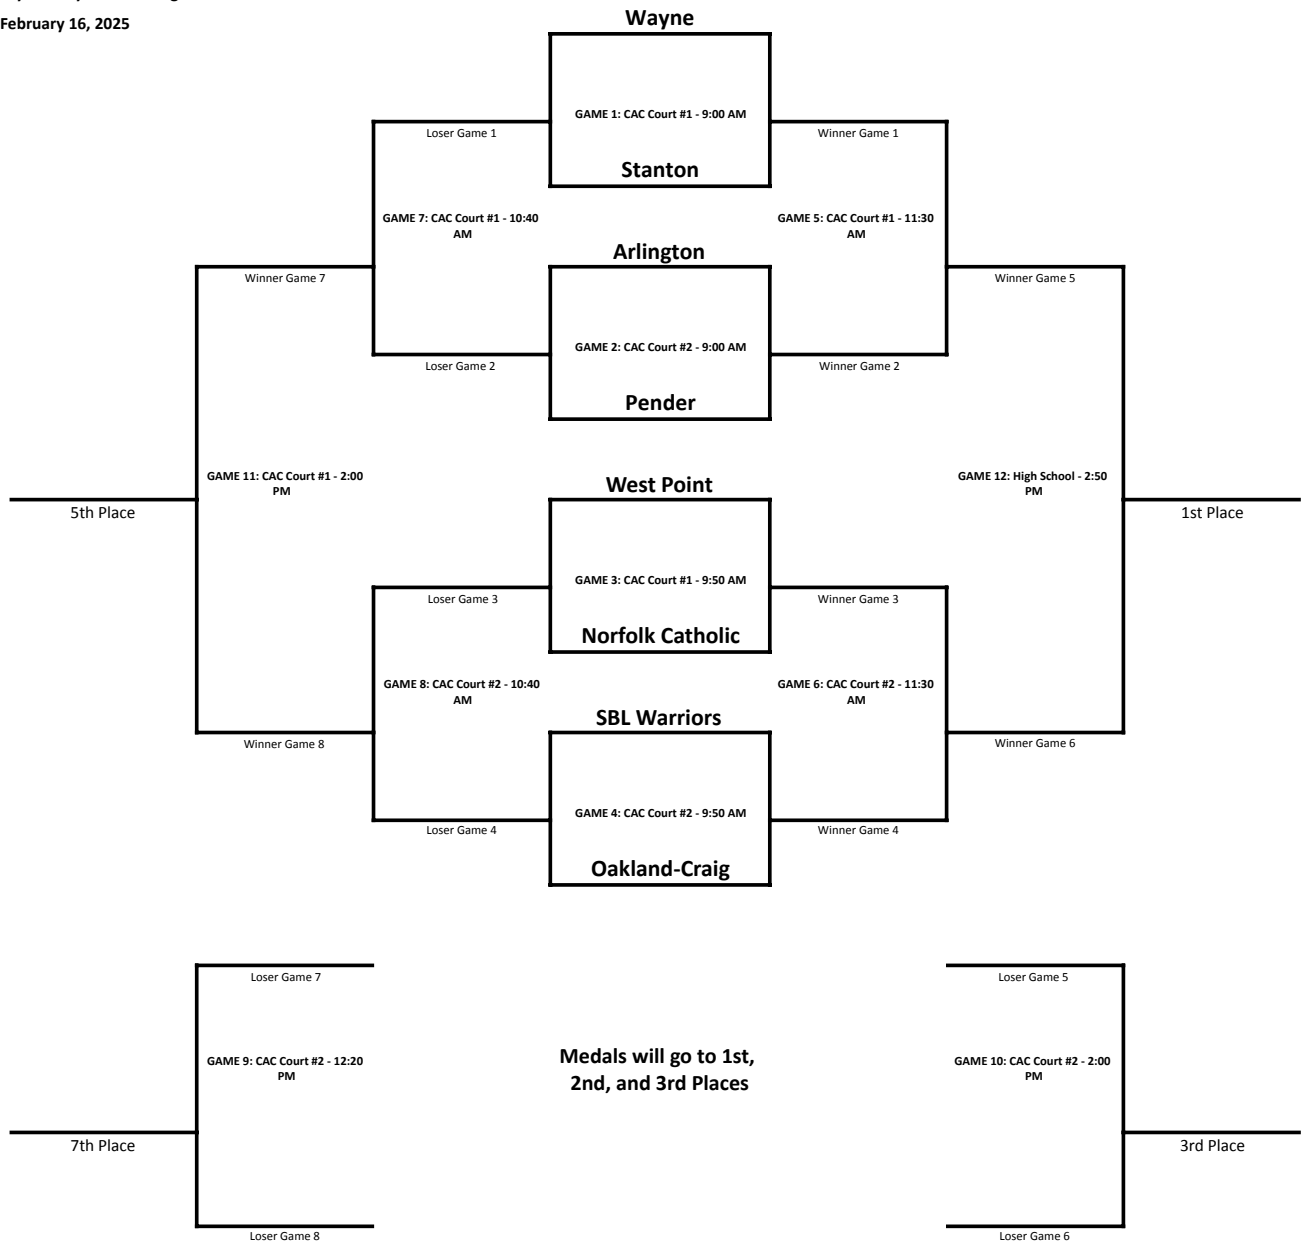 February 16, 2025
Wayne
GAME 1: CAC Court #1 - 9:00 AM
Loser Game 1
Winner Game 1
Stanton
GAME 7: CAC Court #1 - 10:40
AM
GAME 5: CAC Court #1 - 11:30
AM
Arlington
Winner Game 7
Winner Game 5
GAME 2: CAC Court #2 - 9:00 AM
Loser Game 2
Winner Game 2
Pender
GAME 11: CAC Court #1 - 2:00
PM
GAME 12: High School - 2:50
PM
West Point
5th Place
1st Place
GAME 3: CAC Court #1 - 9:50 AM
Loser Game 3
Winner Game 3
Norfolk Catholic
GAME 8: CAC Court #2 - 10:40
AM
GAME 6: CAC Court #2 - 11:30
AM
SBL Warriors
Winner Game 8
Winner Game 6
GAME 4: CAC Court #2 - 9:50 AM
Loser Game 4
Winner Game 4
Oakland-Craig
Loser Game 7
Loser Game 5
GAME 9: CAC Court #2 - 12:20
PM
Medals will go to 1st,
2nd, and 3rd Places
GAME 10: CAC Court #2 - 2:00
PM
7th Place
3rd Place
Loser Game 8
Loser Game 6